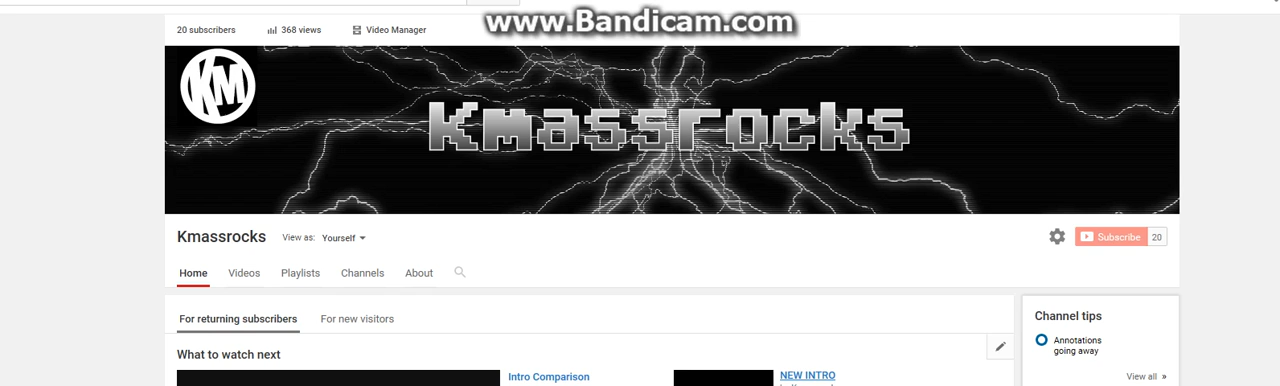 www.Bandicam.com
20 subscribers 368 views Video Manager
KM
Kmassrocks
Kmassrocks View as: Yourself Subscribe 20
Home Videos Playlists Channels About
For returning subscribers For new visitors
What to watch next
Intro Comparison
NEW INTRO
Channel tips
Annotations
going away
View all »